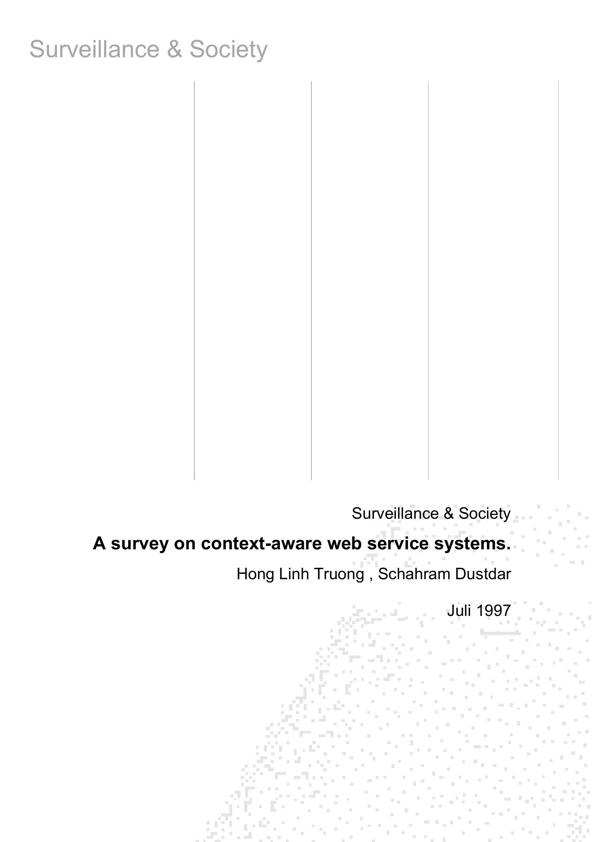 Surveillance & Society
Surveillance & Society
A survey on context-aware web service systems.
Hong Linh Truong , Schahram Dustdar
Juli 1997